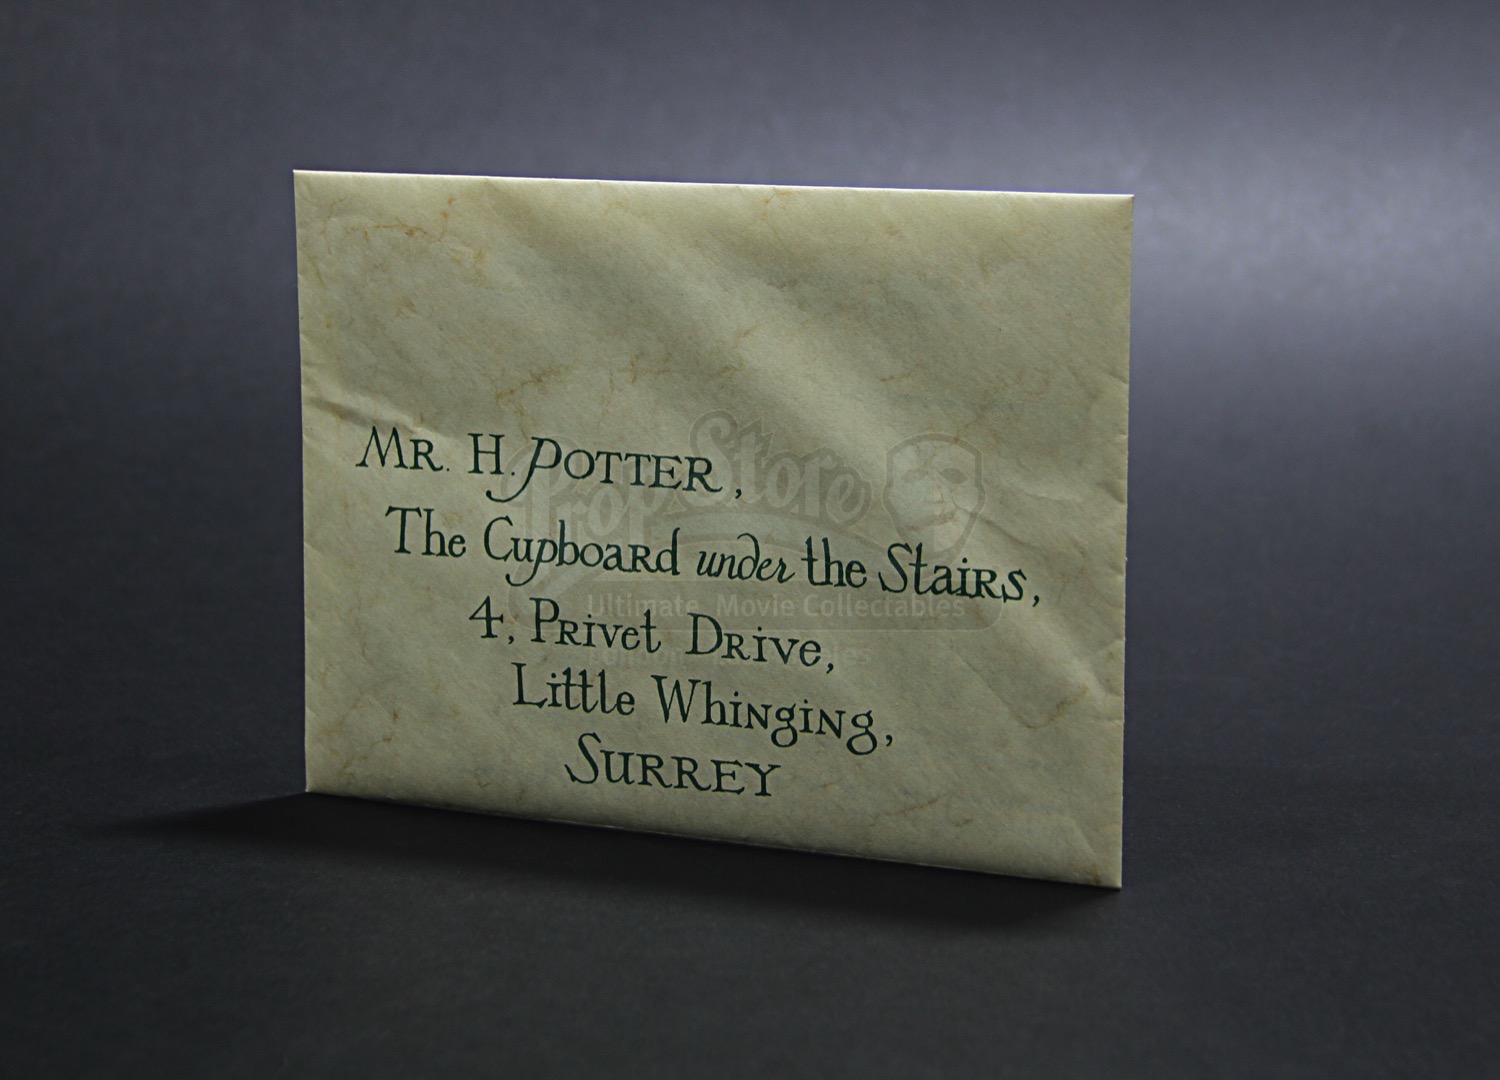 Mr. H. Potter,
The Cupboard under the Stairs,
4, Privet Drive,
Little Whinging,
SURREY
Prop Store
Ultimate Movie Collectables